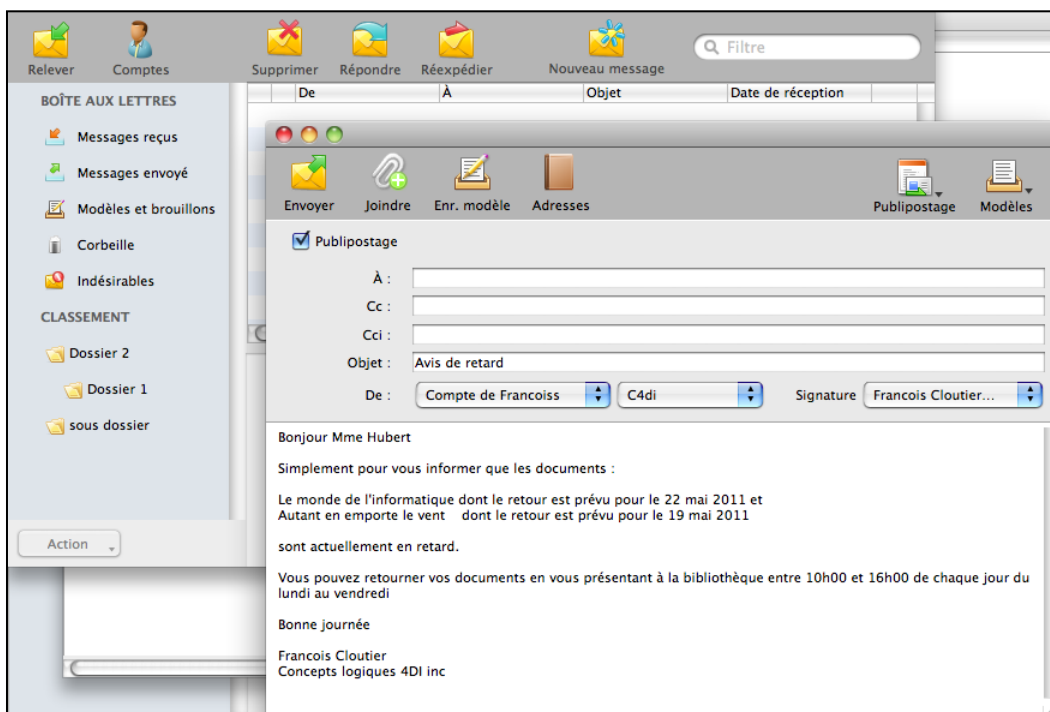 Relever Comptes Supprimer Répondre Réexpédier Nouveau message Filtre
BOÎTE AUX LETTRES
Messages reçus
Messages envoyé
Modèles et brouillons
Corbeille
Indésirables
CLASSEMENT
Dossier 2
Dossier 1
sous dossier
Action
De À Objet Date de réception
Envoyer Joindre Enr. modèle Adresses Publipostage Modèles
Publipostage
À :
Cc :
Cci :
Objet : Avis de retard
De : Compte de Francoiss C4di Signature Francois Cloutier...
Bonjour Mme Hubert
Simplement pour vous informer que les documents :
Le monde de l'informatique dont le retour est prévu pour le 22 mai 2011 et
Autant en emporte le vent dont le retour est prévu pour le 19 mai 2011
sont actuellement en retard.
Vous pouvez retourner vos documents en vous présentant à la bibliothèque entre 10h00 et 16h00 de chaque jour du
lundi au vendredi
Bonne journée
Francois Cloutier
Concepts logiques 4DI inc